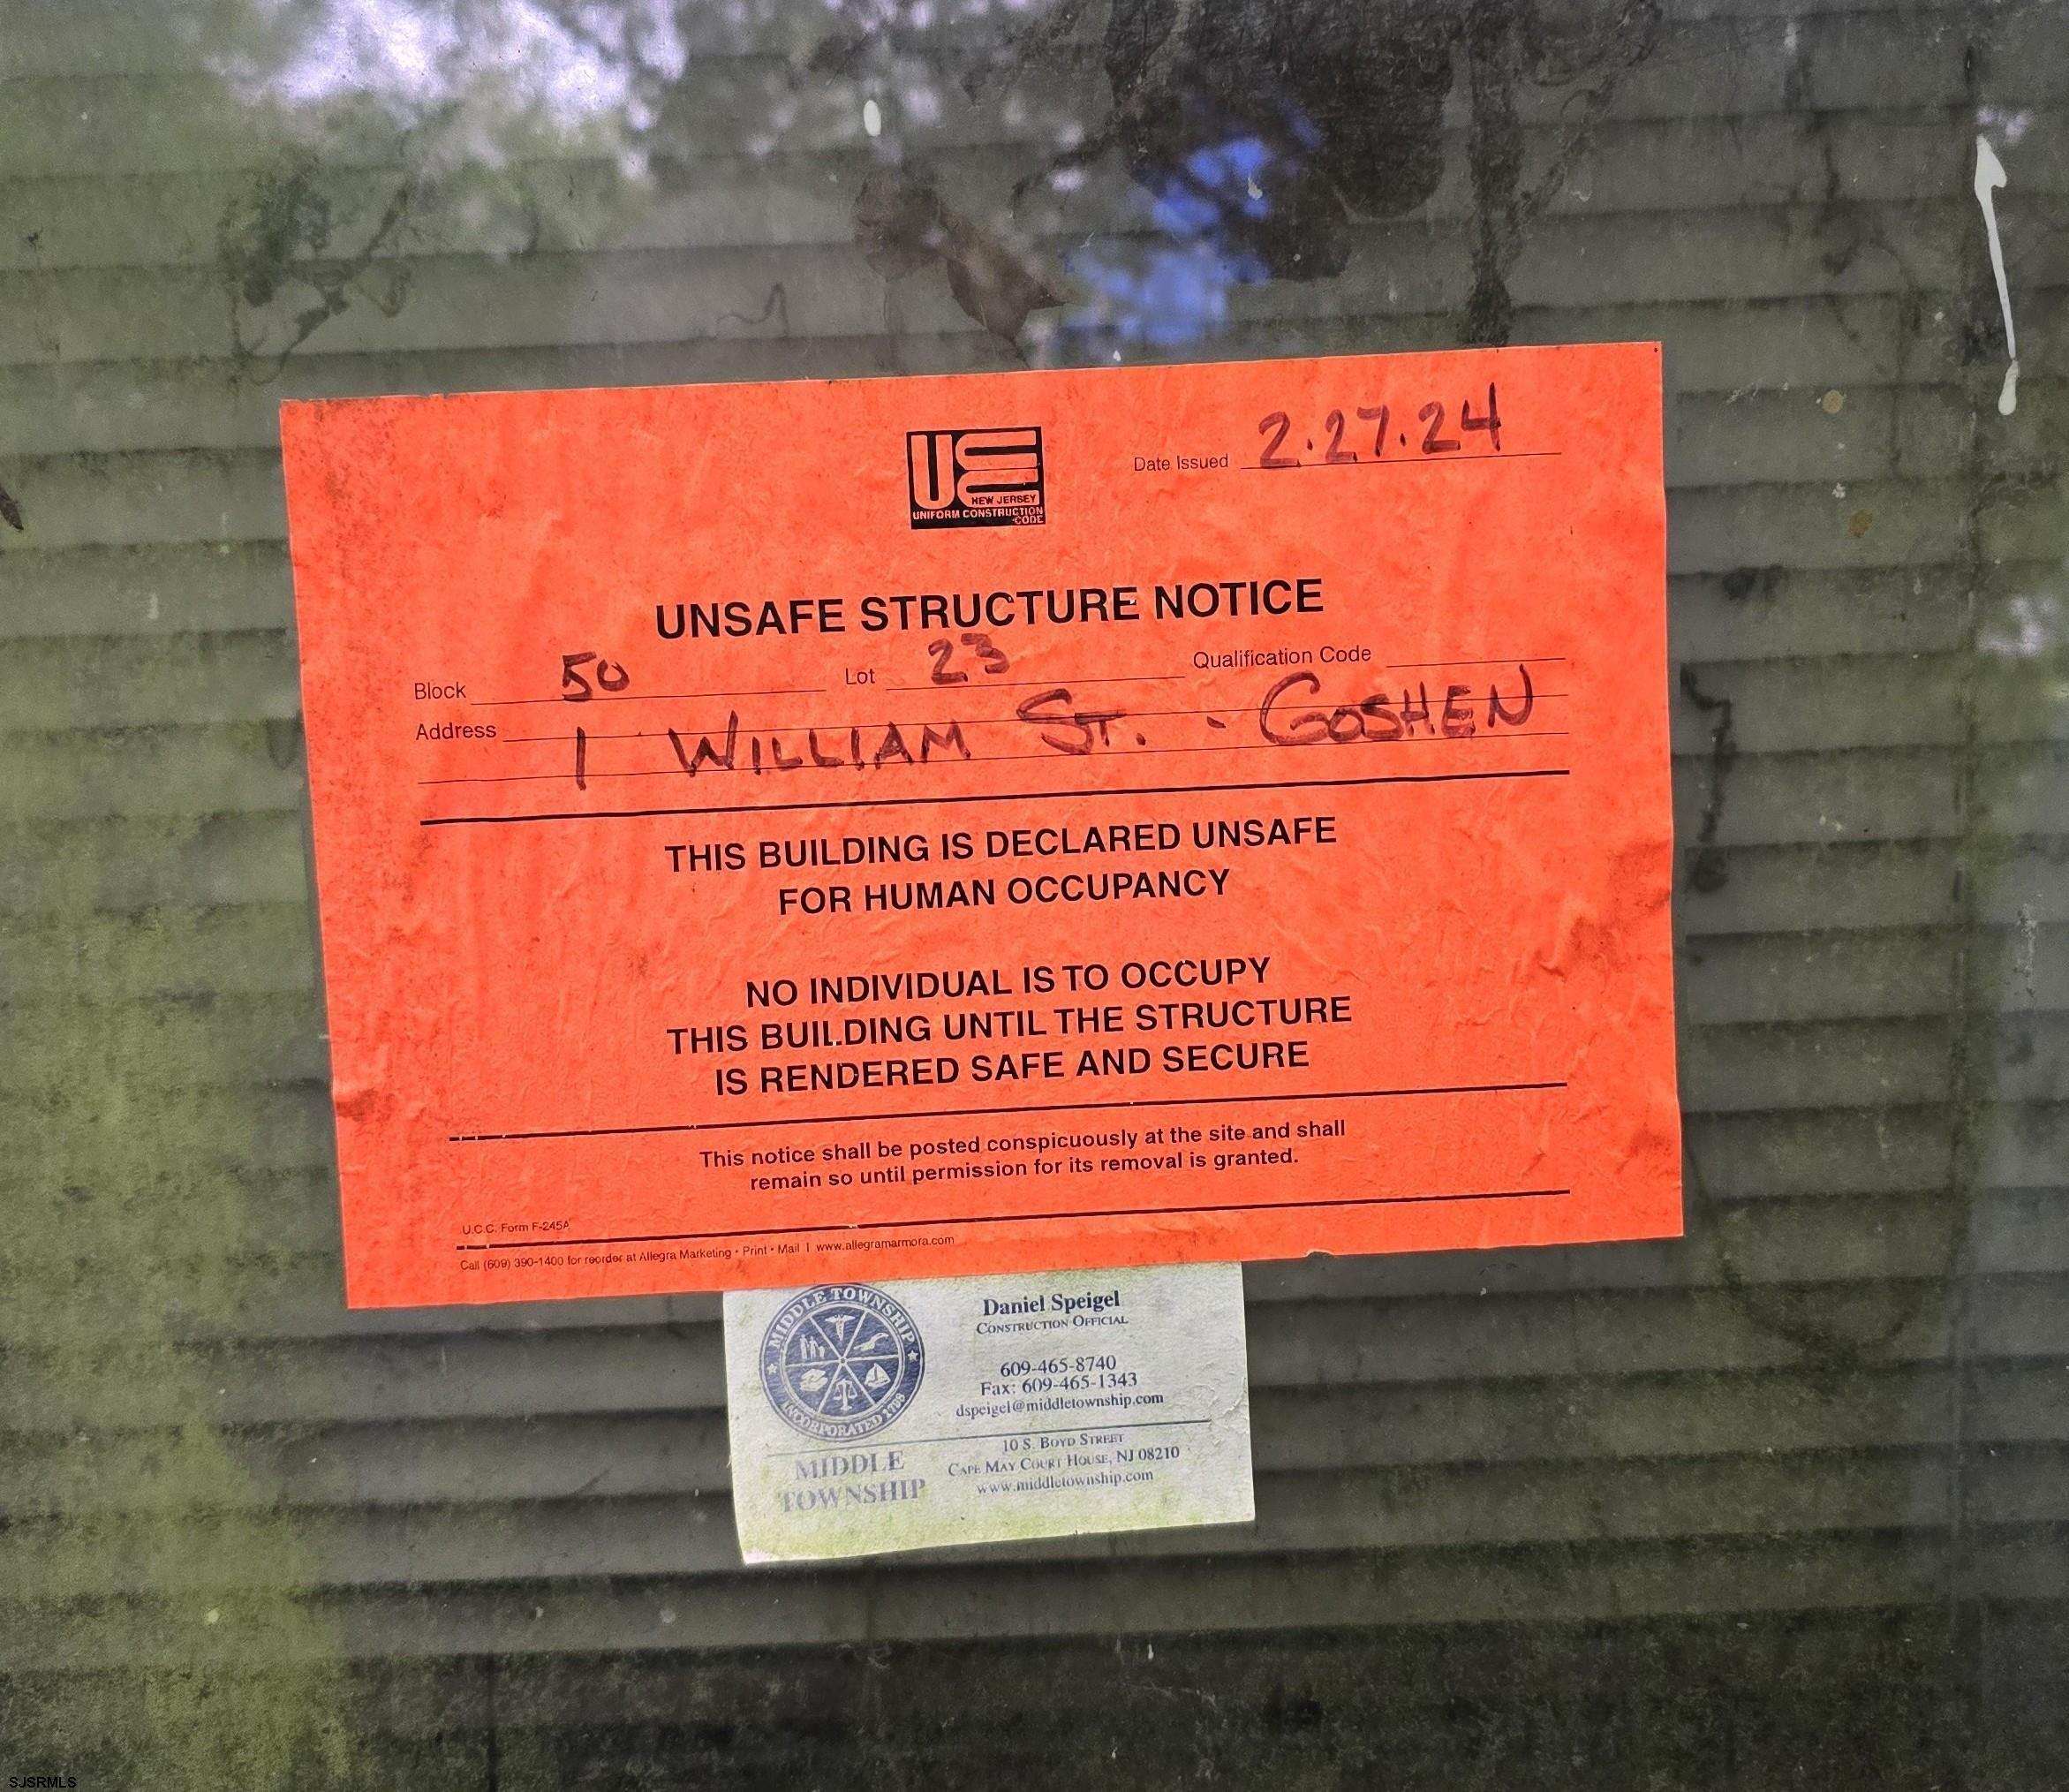 UCC
NEW JERSEY
UNIFORM CONSTRUCTION
CODE
Date Issued 2.27.24
UNSAFE STRUCTURE NOTICE
Block 50 Lot 23 Qualification Code
Address 1 WILLIAM ST. - GOSHEN
THIS BUILDING IS DECLARED UNSAFE
FOR HUMAN OCCUPANCY
NO INDIVIDUAL IS TO OCCUPY
THIS BUILDING UNTIL THE STRUCTURE
IS RENDERED SAFE AND SECURE
This notice shall be posted conspicuously at the site and shall
remain so until permission for its removal is granted.
U.C.C. Form F-245A
Call (609) 390-1400 for reorder at Allegra Marketing • Print • Mail | www.allegramarmora.com
MIDDLE TOWNSHIP
INCORPORATED 1798
MIDDLE
TOWNSHIP
Daniel Speigel
CONSTRUCTION OFFICIAL
609-465-8740
Fax: 609-465-1343
dspeigel@middletownship.com
10 S. BOYD STREET
CAPE MAY COURT HOUSE, NJ 08210
www.middletownship.com
SJSRMLS